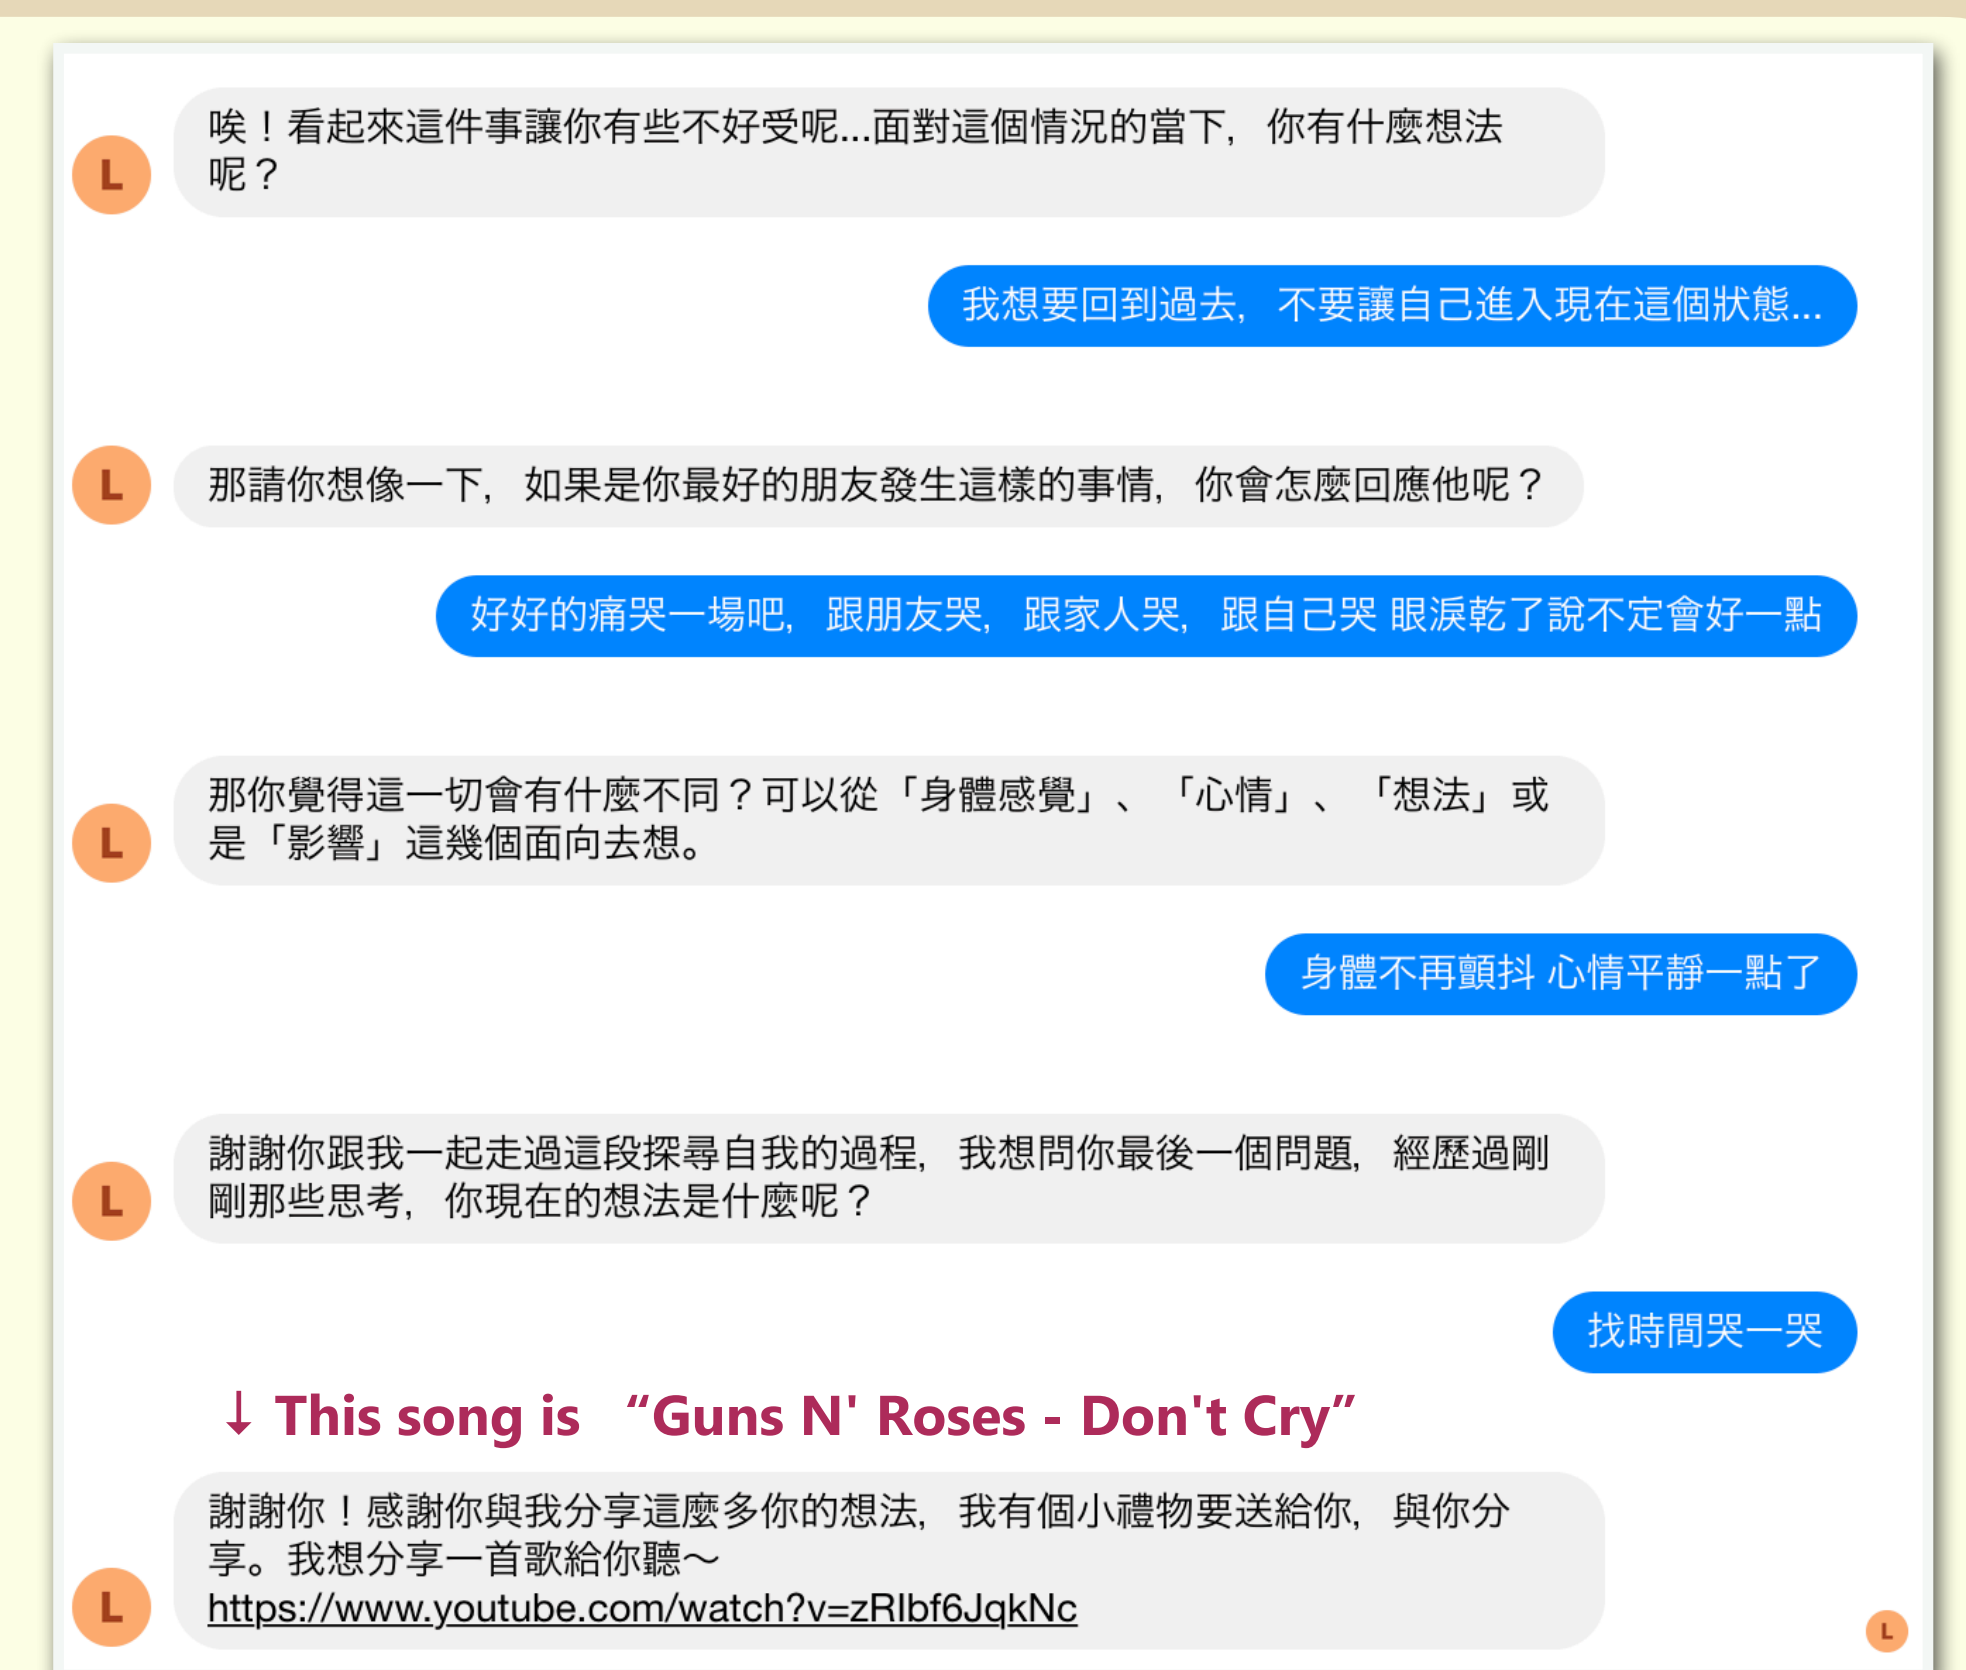 唉！看起來這件事讓你有些不好受呢...面對這個情況的當下，你有什麼想法
呢？
L
我想要回到過去，不要讓自己進入現在這個狀態...
那請你想像一下，如果是你最好的朋友發生這樣的事情，你會怎麼回應他呢？
L
好好的痛哭一場吧，跟朋友哭，跟家人哭，跟自己哭 眼淚乾了說不定會好一點
那你覺得這一切會有什麼不同？可以從「身體感覺」、「心情」、「想法」或
是「影響」這幾個面向去想。
L
身體不再顫抖 心情平靜一點了
謝謝你跟我一起走過這段探尋自我的過程，我想問你最後一個問題，經歷過剛
剛那些思考，你現在的想法是什麼呢？
L
找時間哭一哭
↓ This song is “Guns N' Roses - Don't Cry”
謝謝你！感謝你與我分享這麼多你的想法，我有個小禮物要送給你，與你分
享。我想分享一首歌給你聽～
https://www.youtube.com/watch?v=zRIbf6JqkNc
L
L